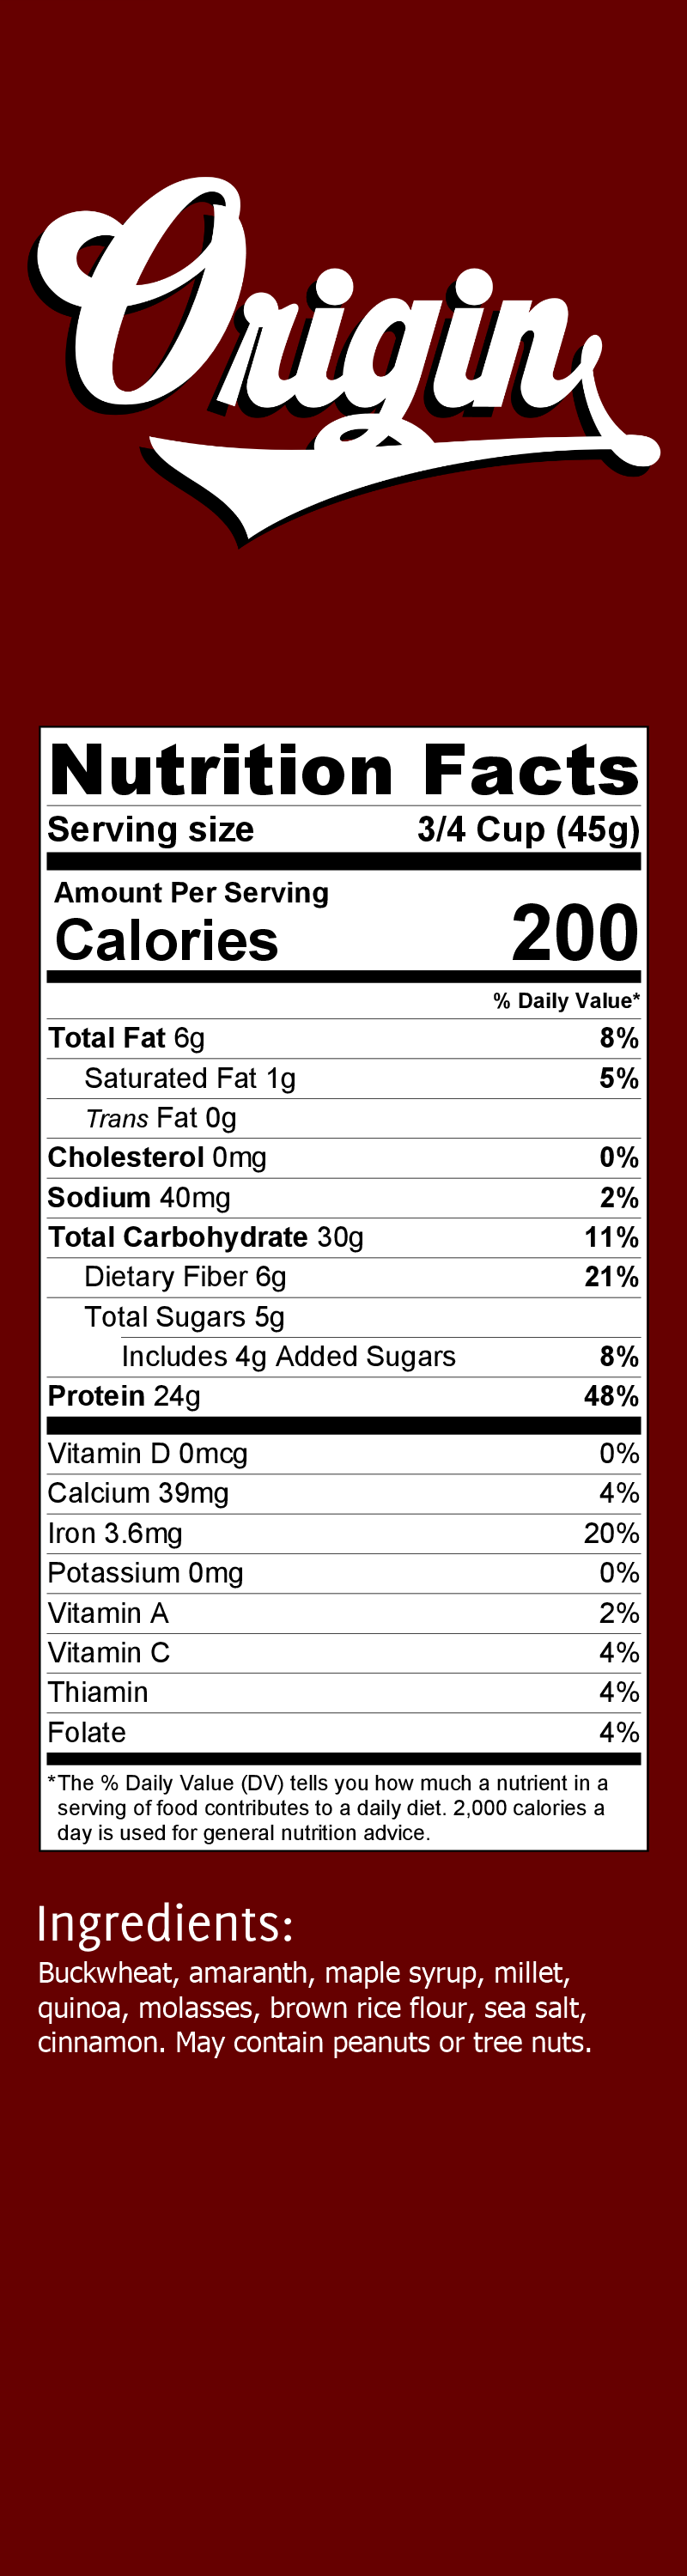 Origin
Nutrition Facts
Serving size 3/4 Cup (45g)
Amount Per Serving
Calories 200
% Daily Value*
Total Fat 6g 8%
Saturated Fat 1g 5%
Trans Fat 0g
Cholesterol 0mg 0%
Sodium 40mg 2%
Total Carbohydrate 30g 11%
Dietary Fiber 6g 21%
Total Sugars 5g
Includes 4g Added Sugars 8%
Protein 24g 48%
Vitamin D 0mcg 0%
Calcium 39mg 4%
Iron 3.6mg 20%
Potassium 0mg 0%
Vitamin A 2%
Vitamin C 4%
Thiamin 4%
Folate 4%
*The % Daily Value (DV) tells you how much a nutrient in a
serving of food contributes to a daily diet. 2,000 calories a
day is used for general nutrition advice.
Ingredients:
Buckwheat, amaranth, maple syrup, millet,
quinoa, molasses, brown rice flour, sea salt,
cinnamon. May contain peanuts or tree nuts.